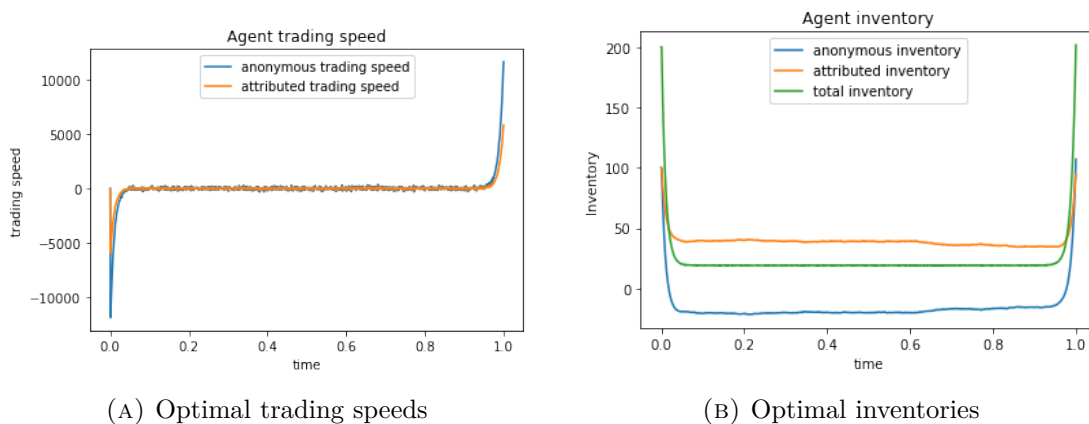 Agent trading speed
anonymous trading speed
attributed trading speed
10000
5000
0
−5000
−10000
trading speed
0.0 0.2 0.4 0.6 0.8 1.0
time
(A) Optimal trading speeds
Agent inventory
anonymous inventory
attributed inventory
total inventory
200
150
100
50
0
Inventory
0.0 0.2 0.4 0.6 0.8 1.0
time
(B) Optimal inventories